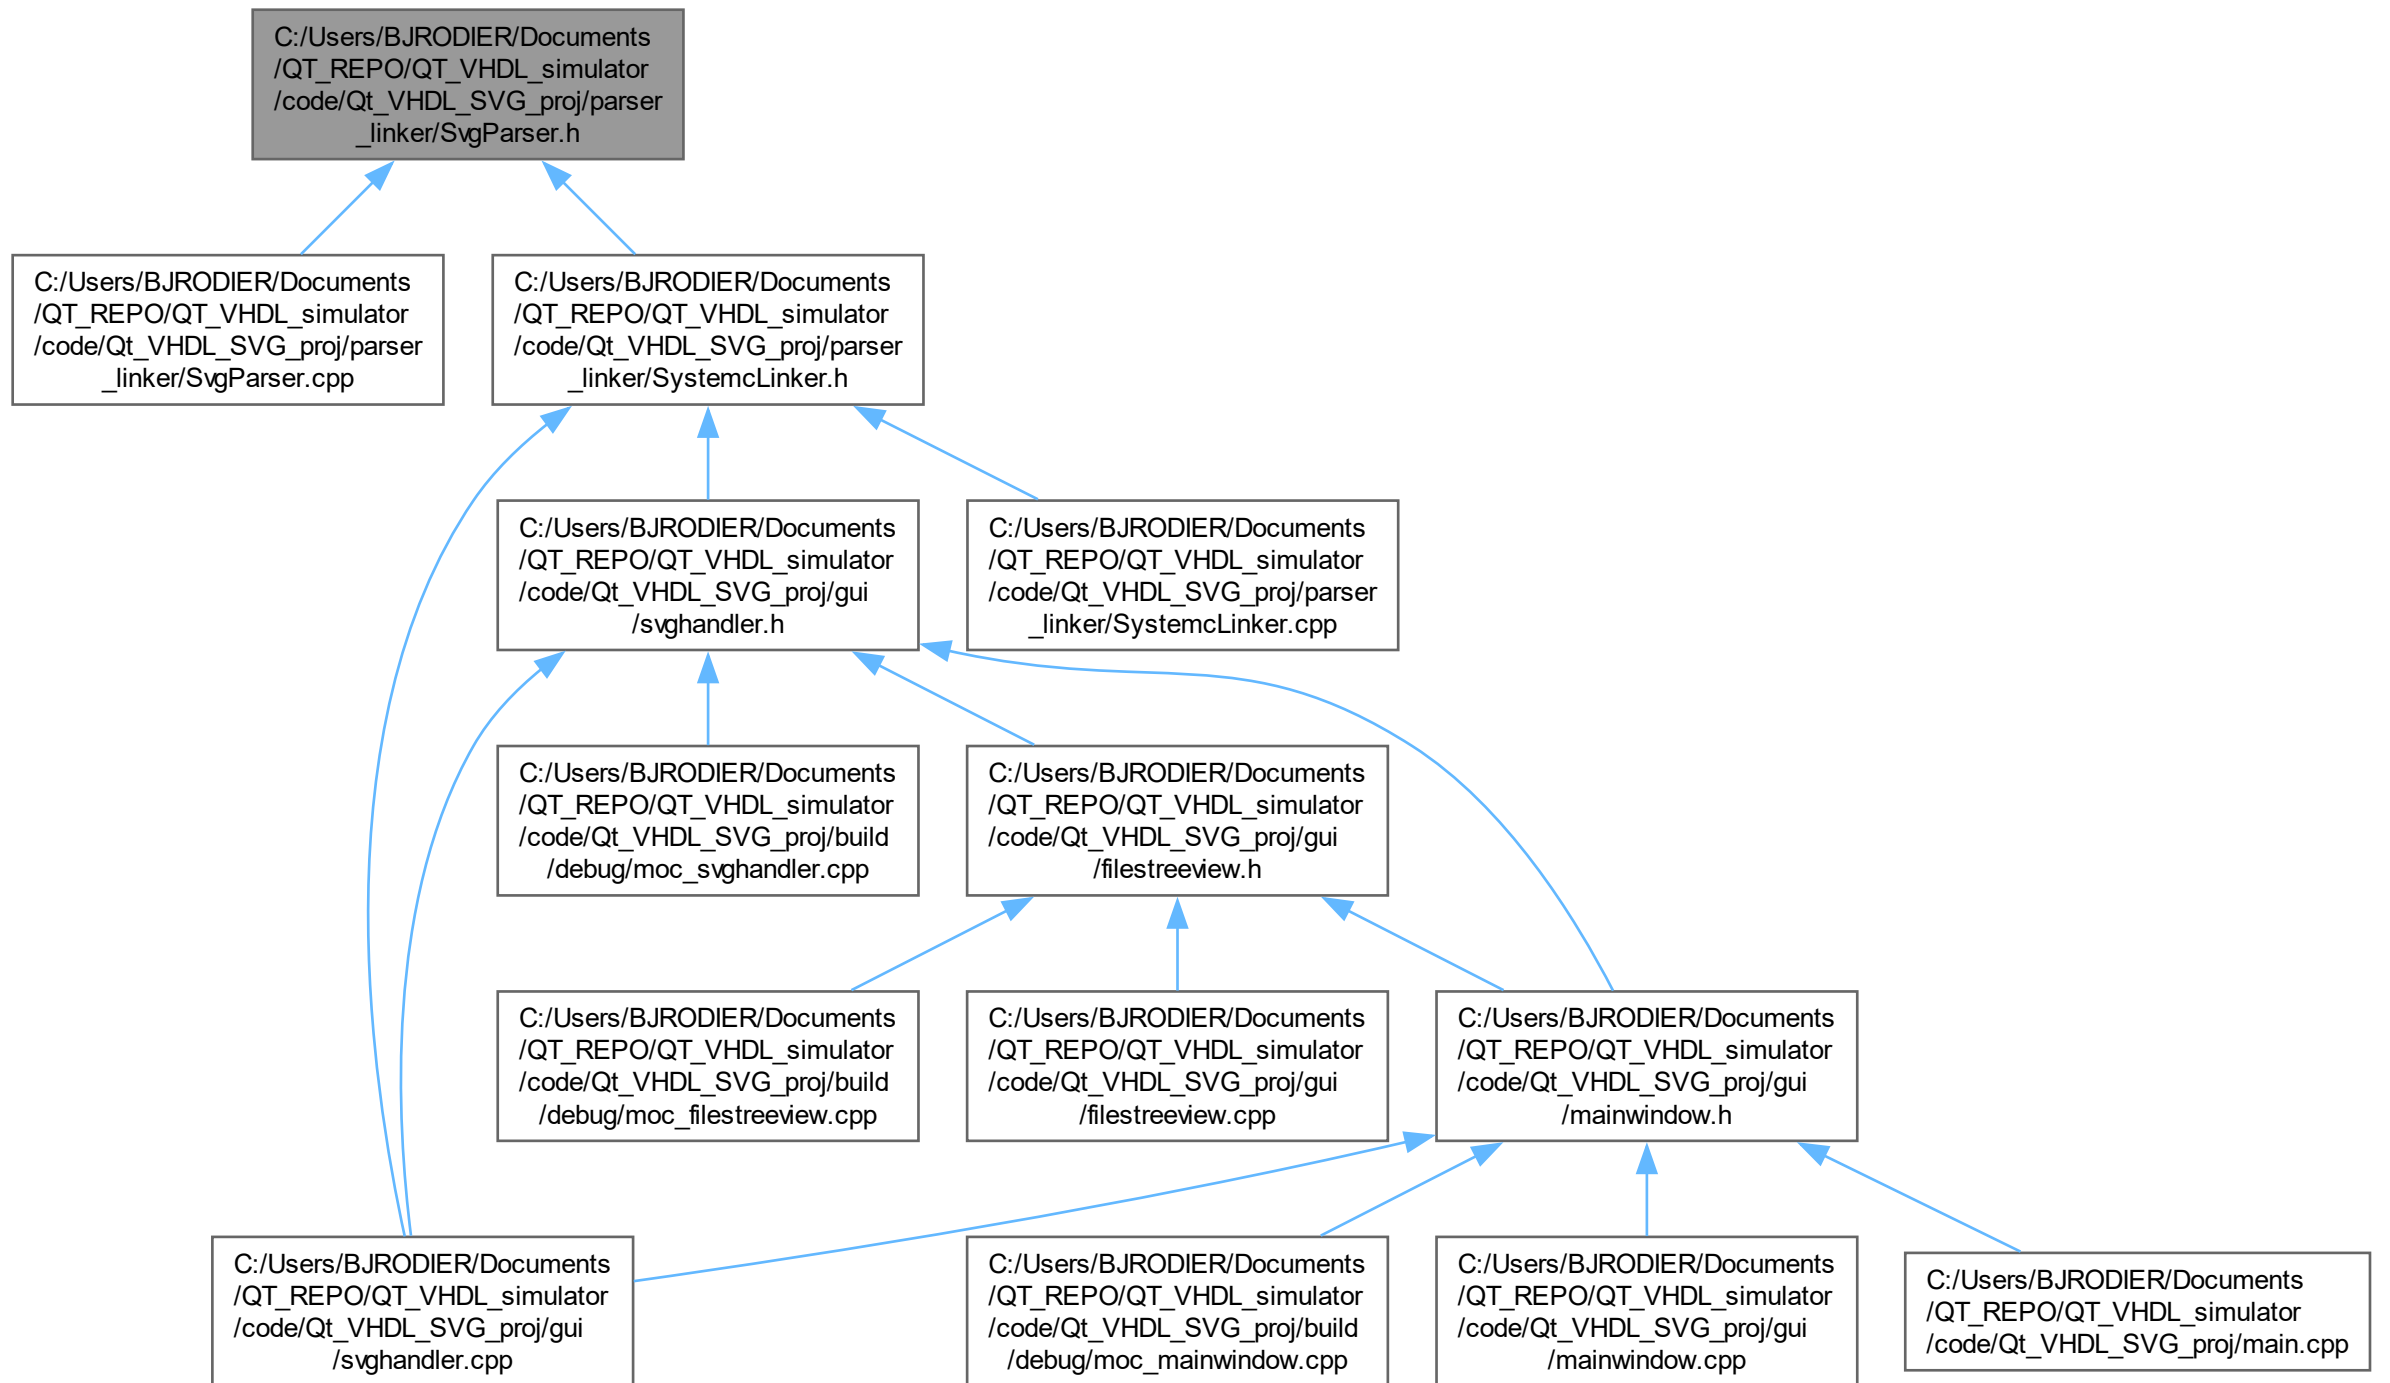 C:/Users/BJRODIER/Documents
/QT_REPO/QT_VHDL_simulator
/code/Qt_VHDL_SVG_proj/parser
_linker/SvgParser.h
C:/Users/BJRODIER/Documents
/QT_REPO/QT_VHDL_simulator
/code/Qt_VHDL_SVG_proj/parser
_linker/SvgParser.cpp
C:/Users/BJRODIER/Documents
/QT_REPO/QT_VHDL_simulator
/code/Qt_VHDL_SVG_proj/parser
_linker/SystemcLinker.h
C:/Users/BJRODIER/Documents
/QT_REPO/QT_VHDL_simulator
/code/Qt_VHDL_SVG_proj/gui
/svghandler.h
C:/Users/BJRODIER/Documents
/QT_REPO/QT_VHDL_simulator
/code/Qt_VHDL_SVG_proj/parser
_linker/SystemcLinker.cpp
C:/Users/BJRODIER/Documents
/QT_REPO/QT_VHDL_simulator
/code/Qt_VHDL_SVG_proj/build
/debug/moc_svghandler.cpp
C:/Users/BJRODIER/Documents
/QT_REPO/QT_VHDL_simulator
/code/Qt_VHDL_SVG_proj/gui
/filestreeview.h
C:/Users/BJRODIER/Documents
/QT_REPO/QT_VHDL_simulator
/code/Qt_VHDL_SVG_proj/build
/debug/moc_filestreeview.cpp
C:/Users/BJRODIER/Documents
/QT_REPO/QT_VHDL_simulator
/code/Qt_VHDL_SVG_proj/gui
/filestreeview.cpp
C:/Users/BJRODIER/Documents
/QT_REPO/QT_VHDL_simulator
/code/Qt_VHDL_SVG_proj/gui
/mainwindow.h
C:/Users/BJRODIER/Documents
/QT_REPO/QT_VHDL_simulator
/code/Qt_VHDL_SVG_proj/gui
/svghandler.cpp
C:/Users/BJRODIER/Documents
/QT_REPO/QT_VHDL_simulator
/code/Qt_VHDL_SVG_proj/build
/debug/moc_mainwindow.cpp
C:/Users/BJRODIER/Documents
/QT_REPO/QT_VHDL_simulator
/code/Qt_VHDL_SVG_proj/gui
/mainwindow.cpp
C:/Users/BJRODIER/Documents
/QT_REPO/QT_VHDL_simulator
/code/Qt_VHDL_SVG_proj/main.cpp